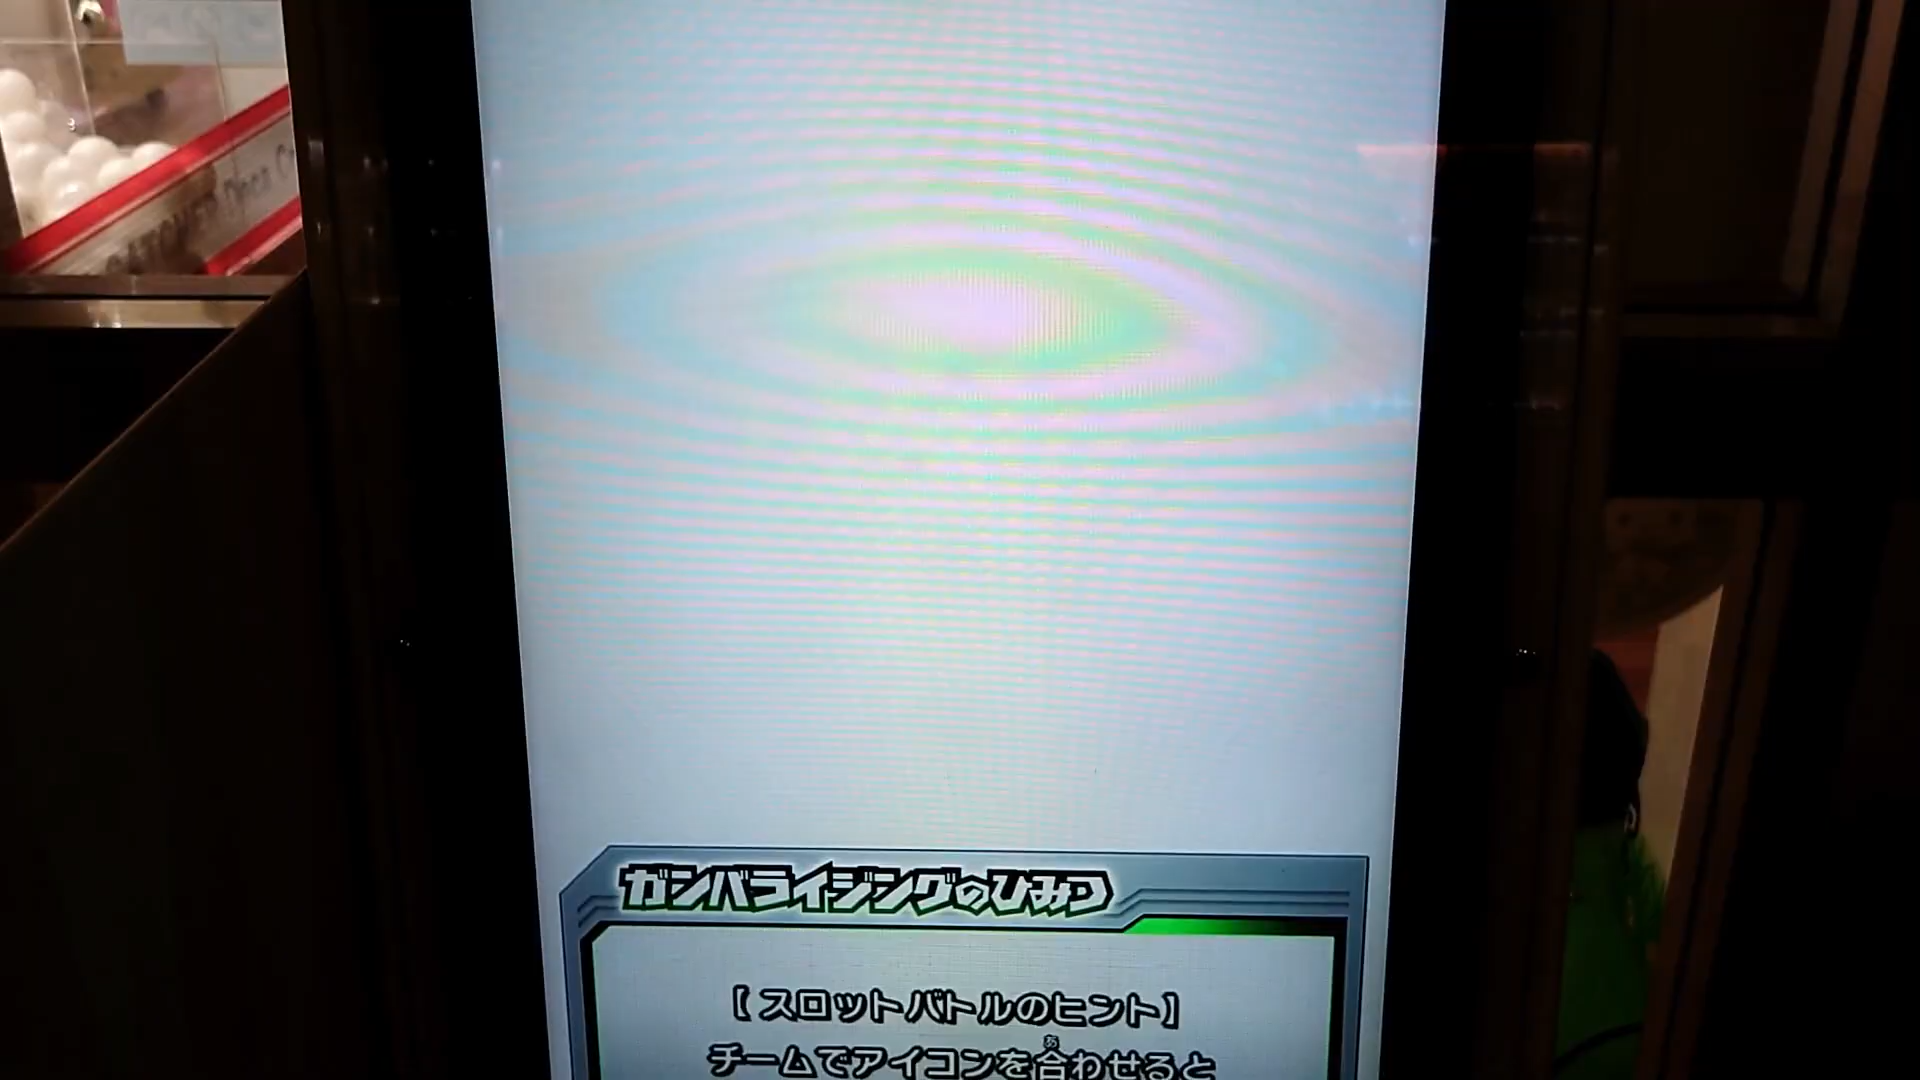 ガンバライジングのひみつ
【スロットバトルのヒント】
チームでアイコンを合わせると